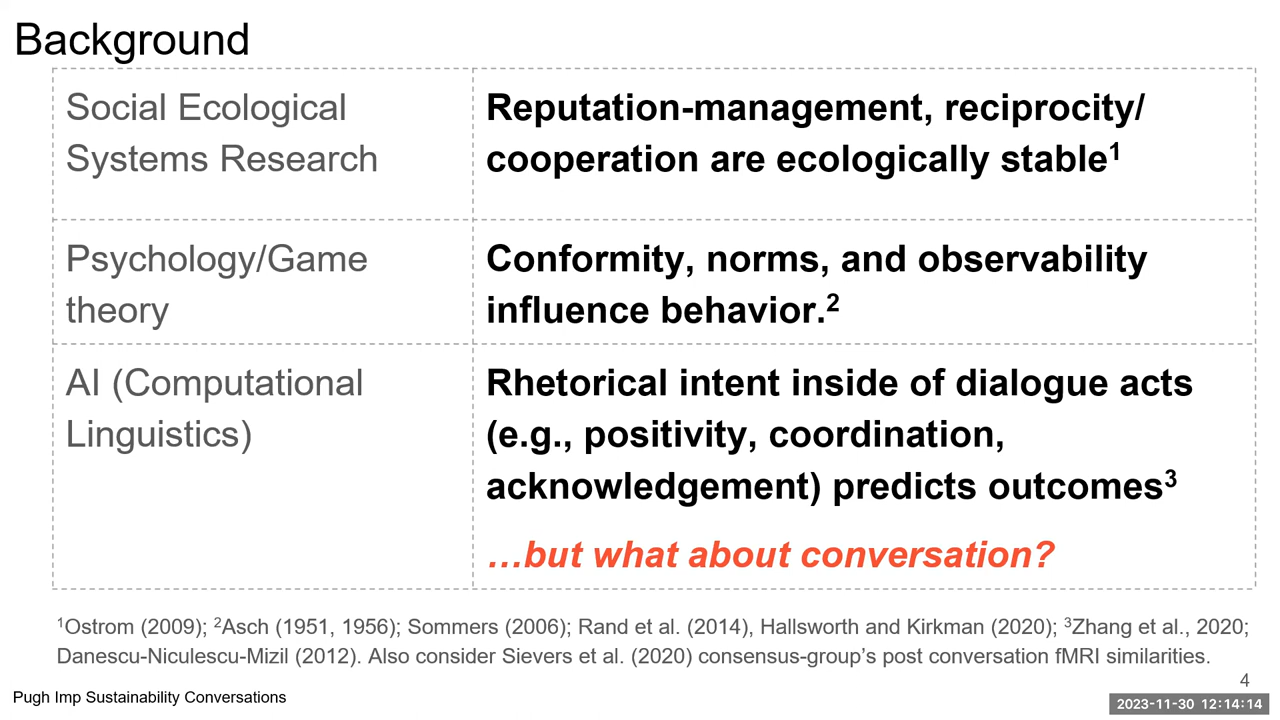 Background
Social Ecological
Systems Research
Reputation-management, reciprocity/
cooperation are ecologically stable¹
Psychology/Game
theory
Conformity, norms, and observability
influence behavior.²
AI (Computational
Linguistics)
Rhetorical intent inside of dialogue acts
(e.g., positivity, coordination,
acknowledgement) predicts outcomes³
…but what about conversation?
¹Ostrom (2009); ²Asch (1951, 1956); Sommers (2006); Rand et al. (2014), Hallsworth and Kirkman (2020); ³Zhang et al., 2020;
Danescu-Niculescu-Mizil (2012). Also consider Sievers et al. (2020) consensus-group’s post conversation fMRI similarities.
4
Pugh Imp Sustainability Conversations
2023-11-30 12:14:14